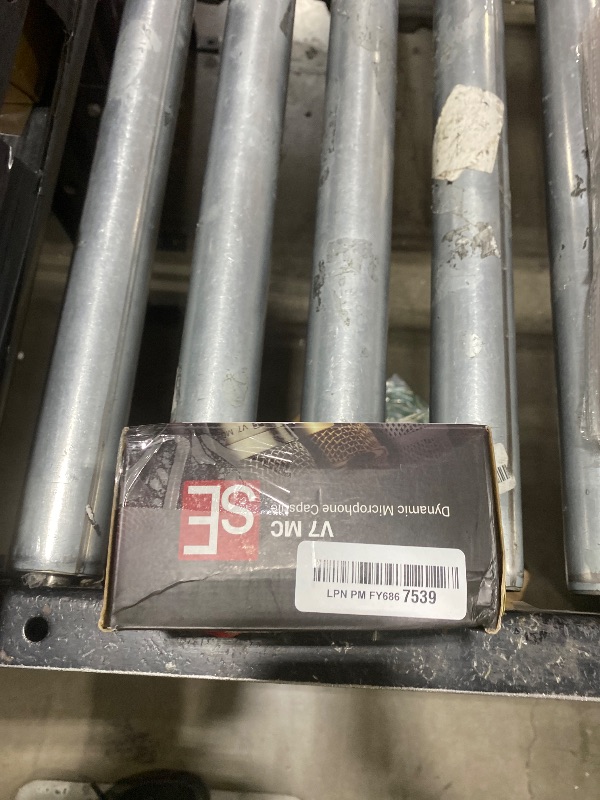 SE
V7 MC
Dynamic Microphone Capsule
LPN PM FY686 7539